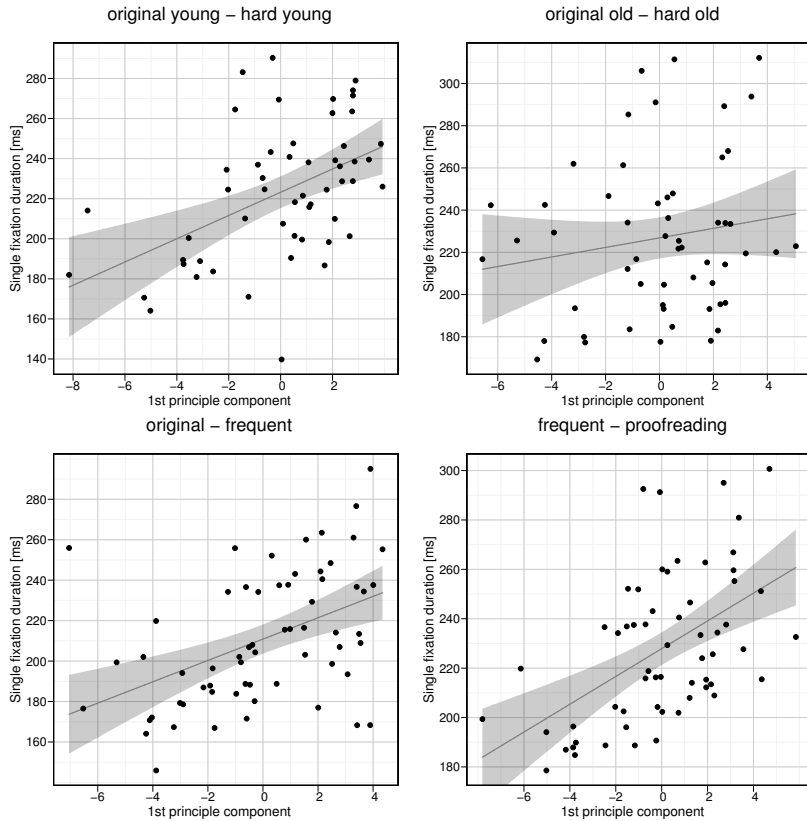 original young − hard young
original old − hard old
Single fixation duration [ms]
280
260
240
220
200
180
160
140
−8 −6 −4 −2 0 2 4
1st principle component
Single fixation duration [ms]
300
280
260
240
220
200
180
−6 −4 −2 0 2 4
1st principle component
original − frequent
frequent − proofreading
Single fixation duration [ms]
280
260
240
220
200
180
160
−6 −4 −2 0 2 4
1st principle component
Single fixation duration [ms]
300
280
260
240
220
200
180
−6 −4 −2 0 2 4
1st principle component